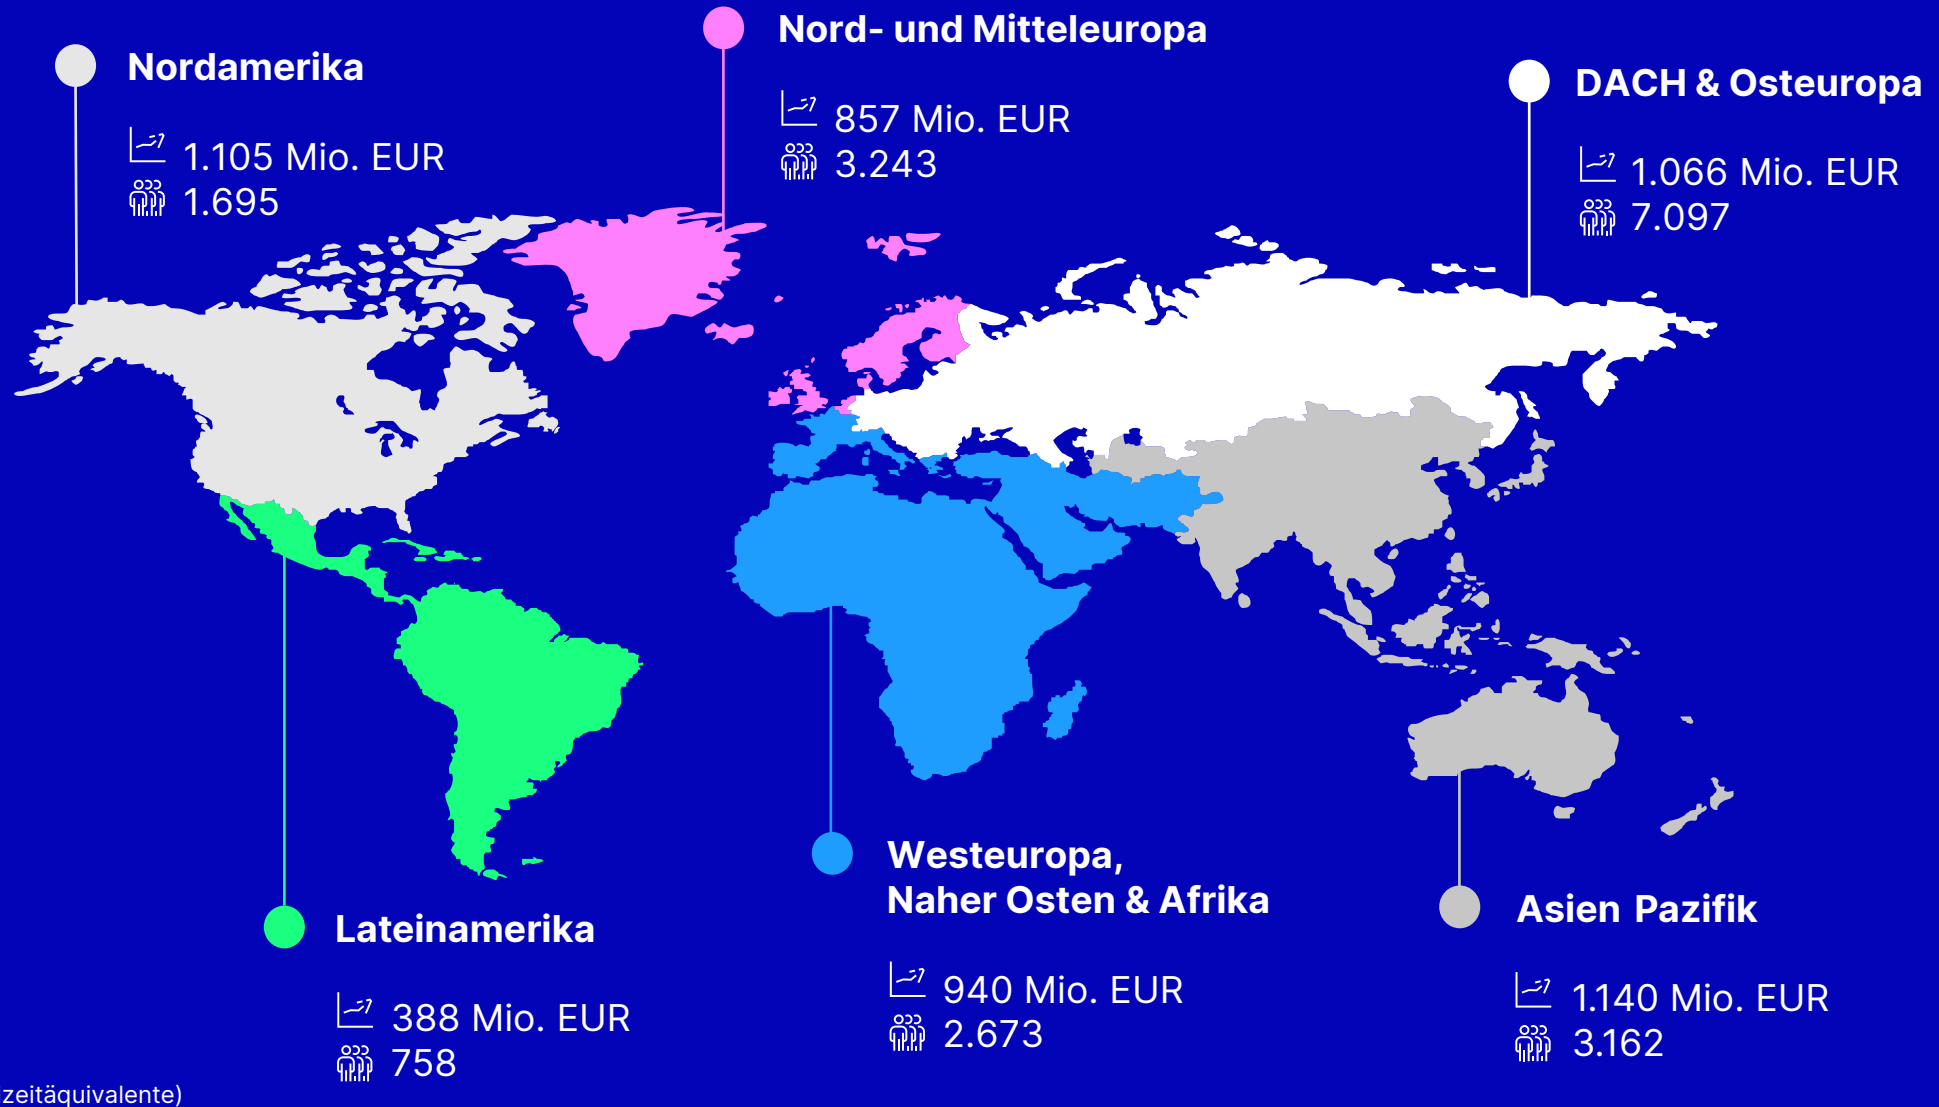 Nord- und Mitteleuropa
857 Mio. EUR
3.243
Nordamerika
1.105 Mio. EUR
1.695
DACH & Osteuropa
1.066 Mio. EUR
7.097
Westeuropa,
Naher Osten & Afrika
940 Mio. EUR
2.673
Lateinamerika
388 Mio. EUR
758
Asien Pazifik
1.140 Mio. EUR
3.162
zeitäquivalente)